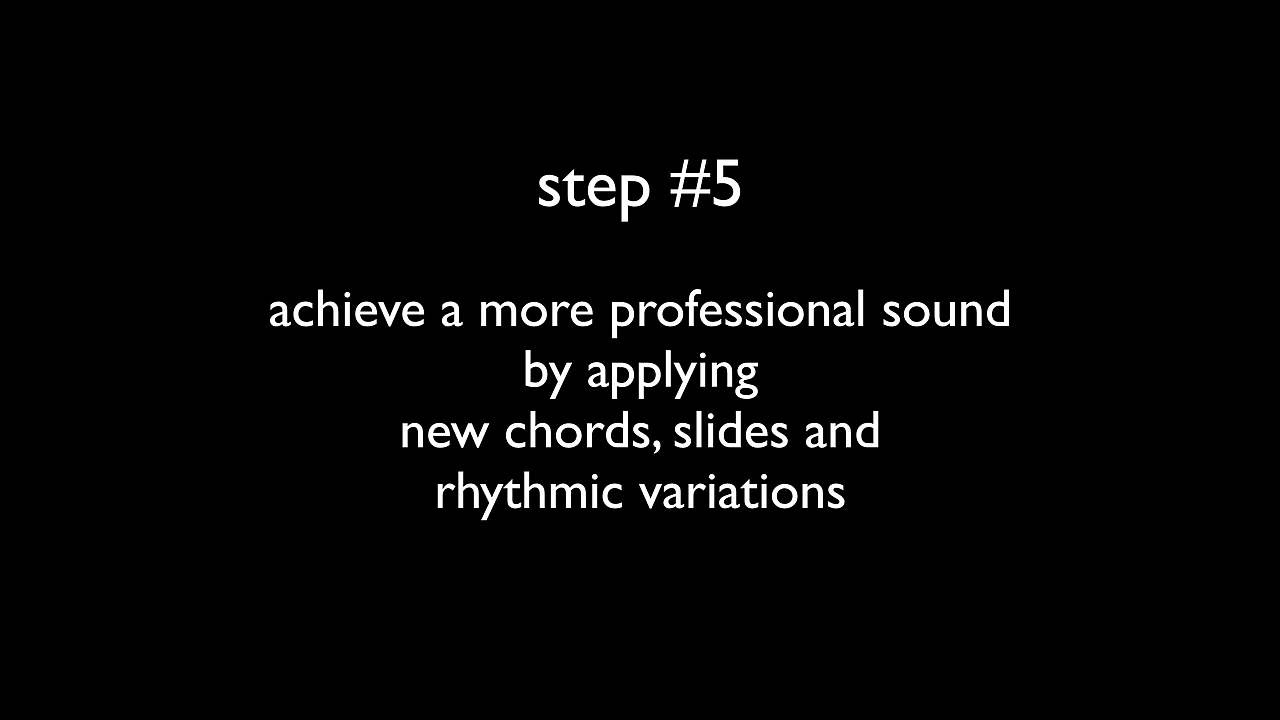 step #5
achieve a more professional sound
by applying
new chords, slides and
rhythmic variations